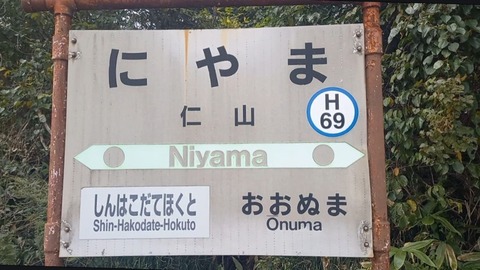 にやま
仁山
H
69
Niyama
しんはこだてほくと
Shin-Hakodate-Hokuto
おおぬま
Ōnuma